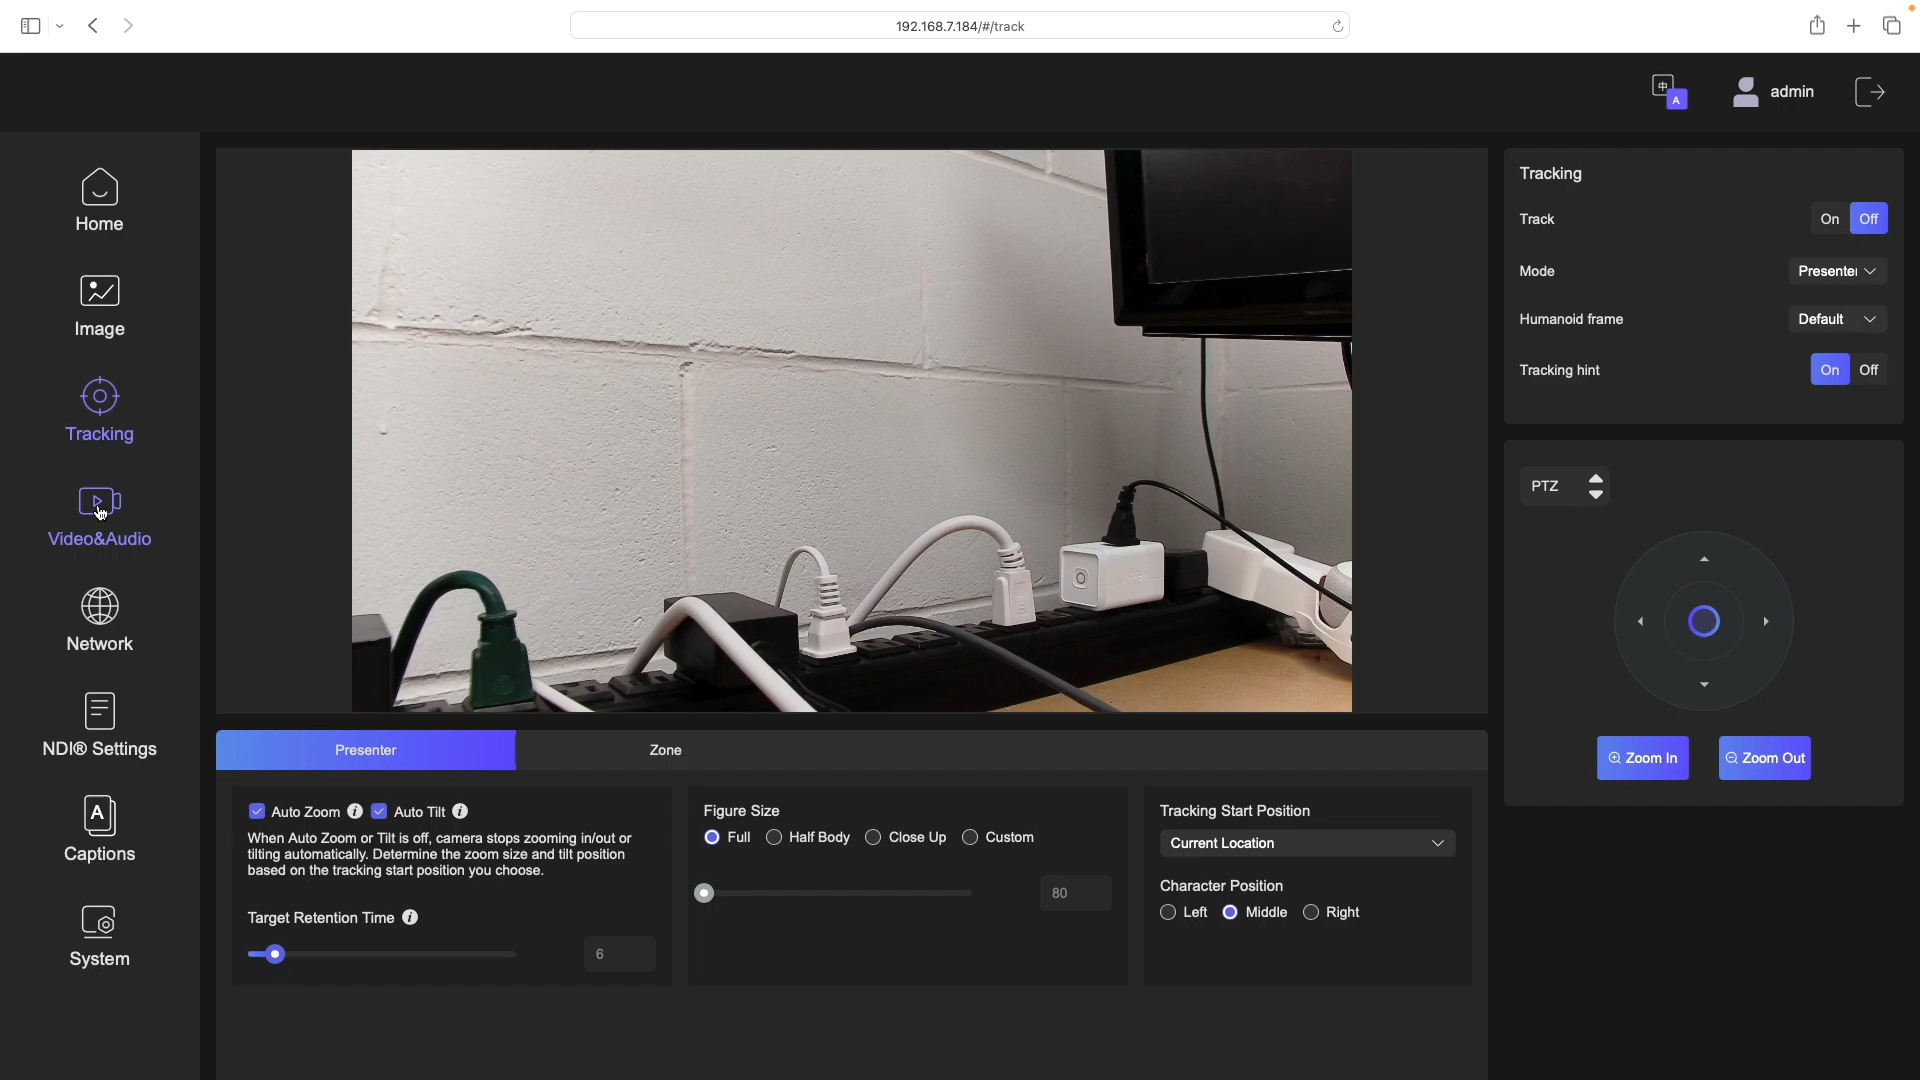 192.168.7.184/#/track
中
A
admin
Home
Image
Tracking
Video&Audio
Network
NDI® Settings
Captions
System
Tracking
Track
On
Off
Mode
Presenter
Humanoid frame
Default
Tracking hint
On
Off
PTZ
Zoom In
Zoom Out
Presenter
Zone
Auto Zoom
Auto Tilt
When Auto Zoom or Tilt is off, camera stops zooming in/out or
tilting automatically. Determine the zoom size and tilt position
based on the tracking start position you choose.
Target Retention Time
6
Figure Size
Full
Half Body
Close Up
Custom
80
Tracking Start Position
Current Location
Character Position
Left
Middle
Right